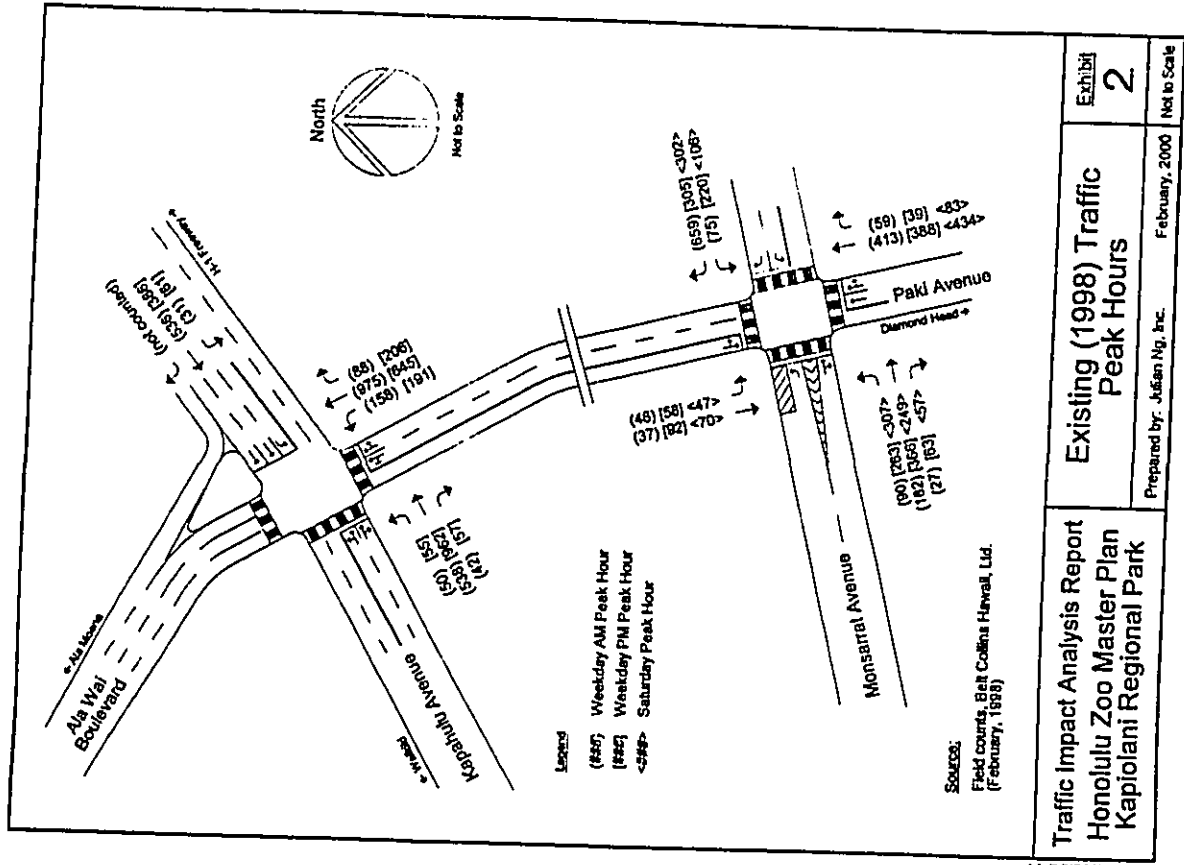 North
Not to Scale
H-1 Freeway →
(not counted)
(536) [386]
(31) [61]
← Ala Moana
Ala Wai
Boulevard
(88) [206]
(975) [645]
(158) [191]
(50) [55]
(538) [962]
(42) [57]
← Waikiki
Kapahulu Avenue
(659) [305] <302>
(75) [220] <106>
(59) [39] <83>
(413) [388] <434>
Paki Avenue
Diamond Head →
(48) [58] <47>
(37) [92] <70>
(90) [263] <307>
(182) [366] <249>
(27) [63] <57>
Monsarrat Avenue
Legend
(###) Weekday AM Peak Hour
[###] Weekday PM Peak Hour
<###> Saturday Peak Hour
Source:
Field counts, Belt Collins Hawaii, Ltd.
(February, 1998)
Traffic Impact Analysis Report
Honolulu Zoo Master Plan
Kapiolani Regional Park
Existing (1998) Traffic
Peak Hours
Prepared by: Julian Ng, Inc.
February, 2000
Exhibit
2
Not to Scale